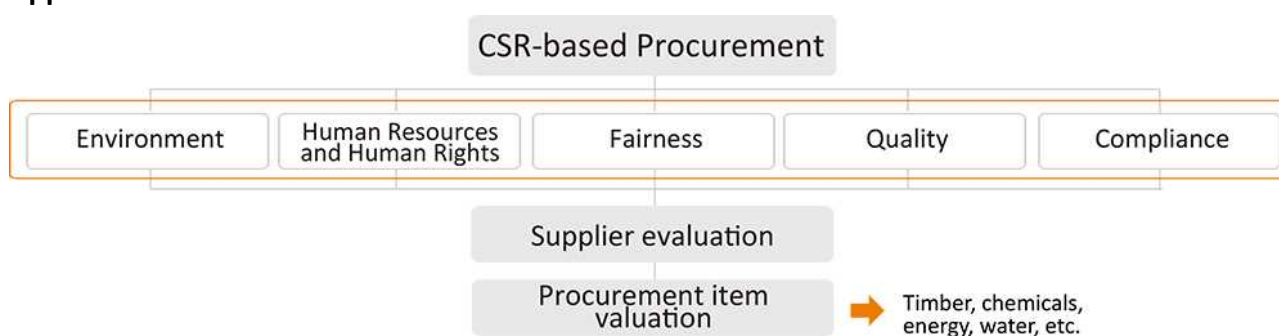 CSR-based Procurement
Environment
Human Resources
and Human Rights
Fairness
Quality
Compliance
Supplier evaluation
Procurement item
valuation
Timber, chemicals,
energy, water, etc.